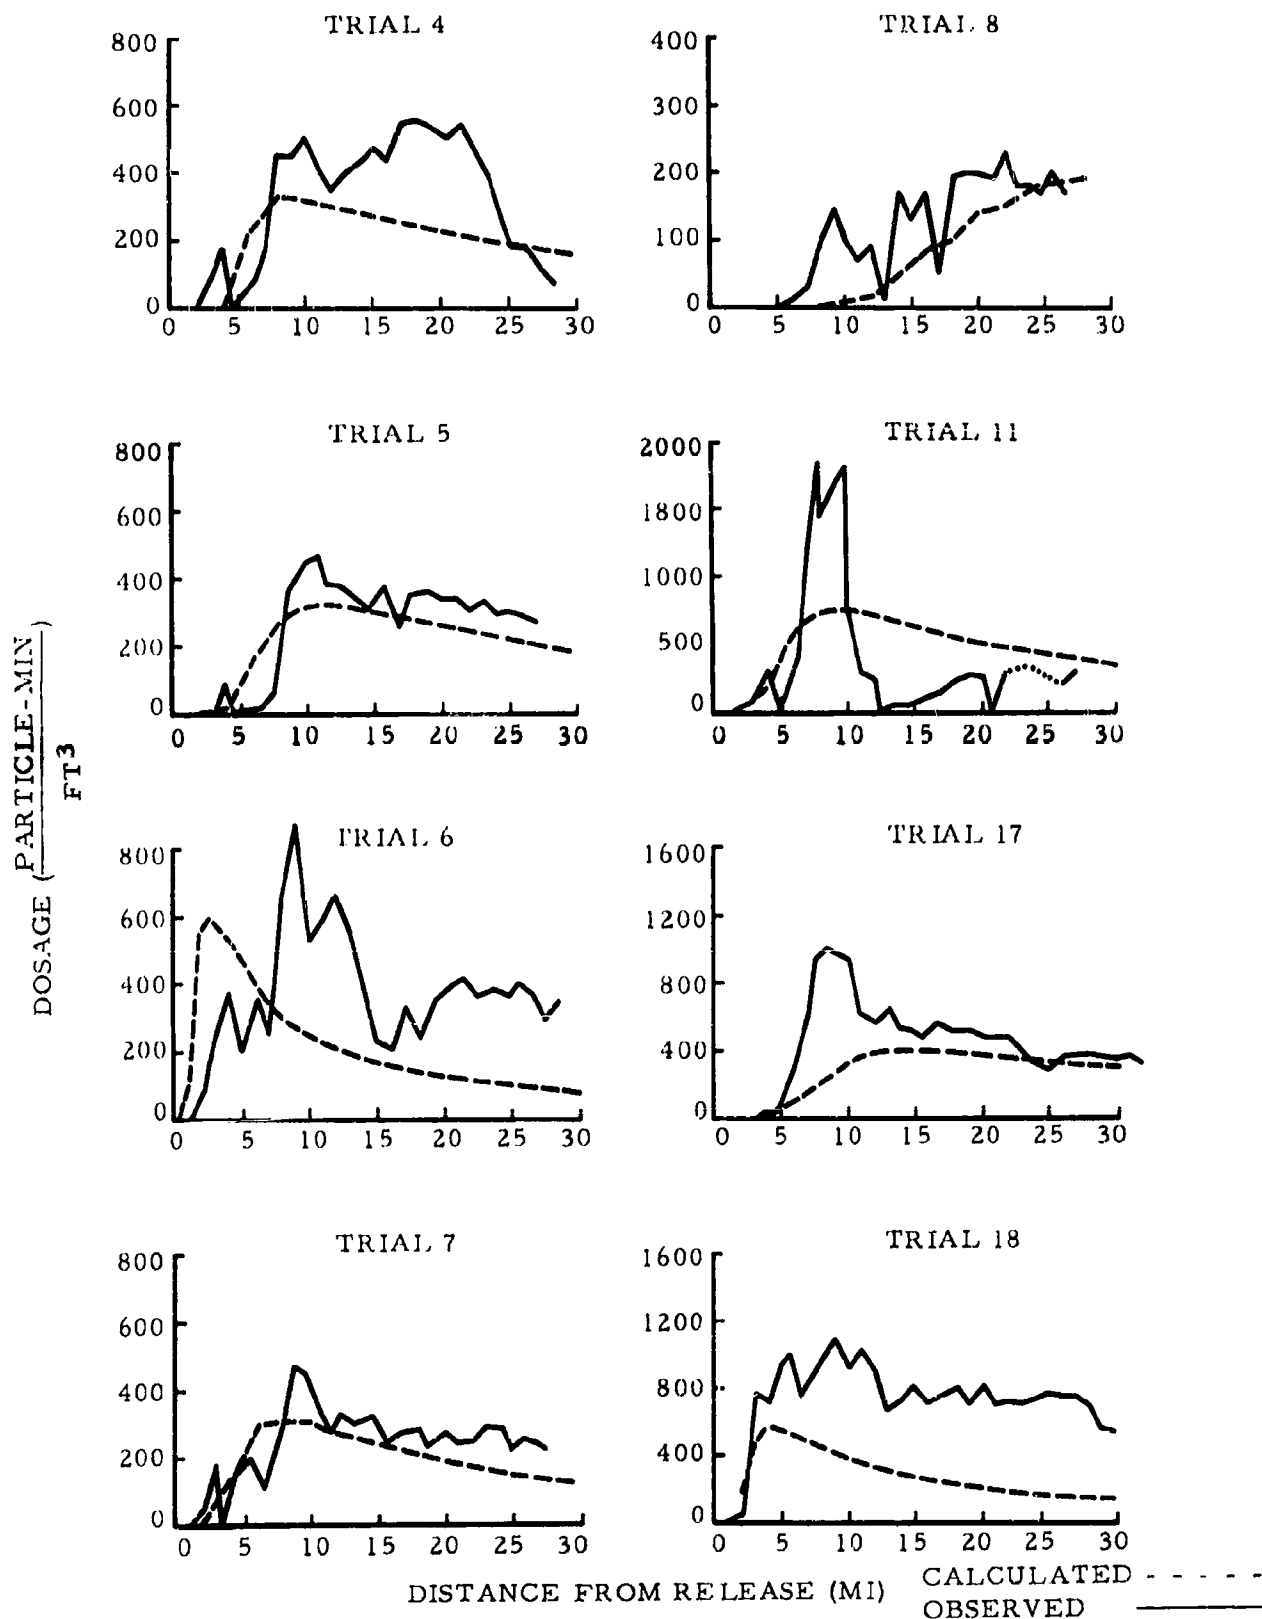 TRIAL 4
800
600
400
200
0
0 5 10 15 20 25 30
TRIAL 8
400
300
200
100
0
0 5 10 15 20 25 30
TRIAL 5
800
600
400
200
0
0 5 10 15 20 25 30
TRIAL 11
2000
1800
1000
500
0
0 5 10 15 20 25 30
TRIAL 6
800
600
400
200
0
0 5 10 15 20 25 30
TRIAL 17
1600
1200
800
400
0
0 5 10 15 20 25 30
TRIAL 7
800
600
400
200
0
0 5 10 15 20 25 30
TRIAL 18
1600
1200
800
400
0
0 5 10 15 20 25 30
DOSAGE (PARTICLE-MIN
FT3)
DISTANCE FROM RELEASE (MI)
CALCULATED - - - - -
OBSERVED